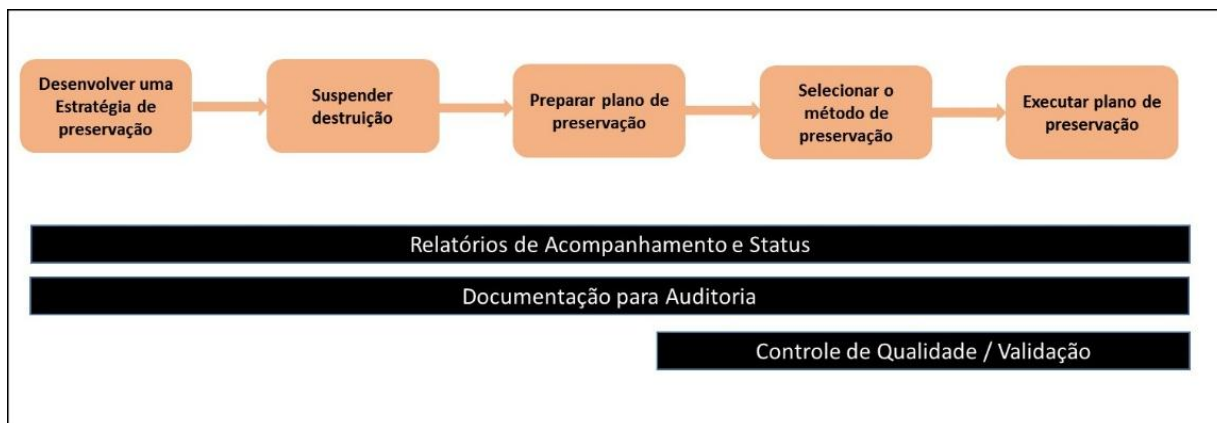 Desenvolver uma
Estratégia de
preservação
Suspender
destruição
Preparar plano de
preservação
Selecionar o
método de
preservação
Executar plano de
preservação
Relatórios de Acompanhamento e Status
Documentação para Auditoria
Controle de Qualidade / Validação